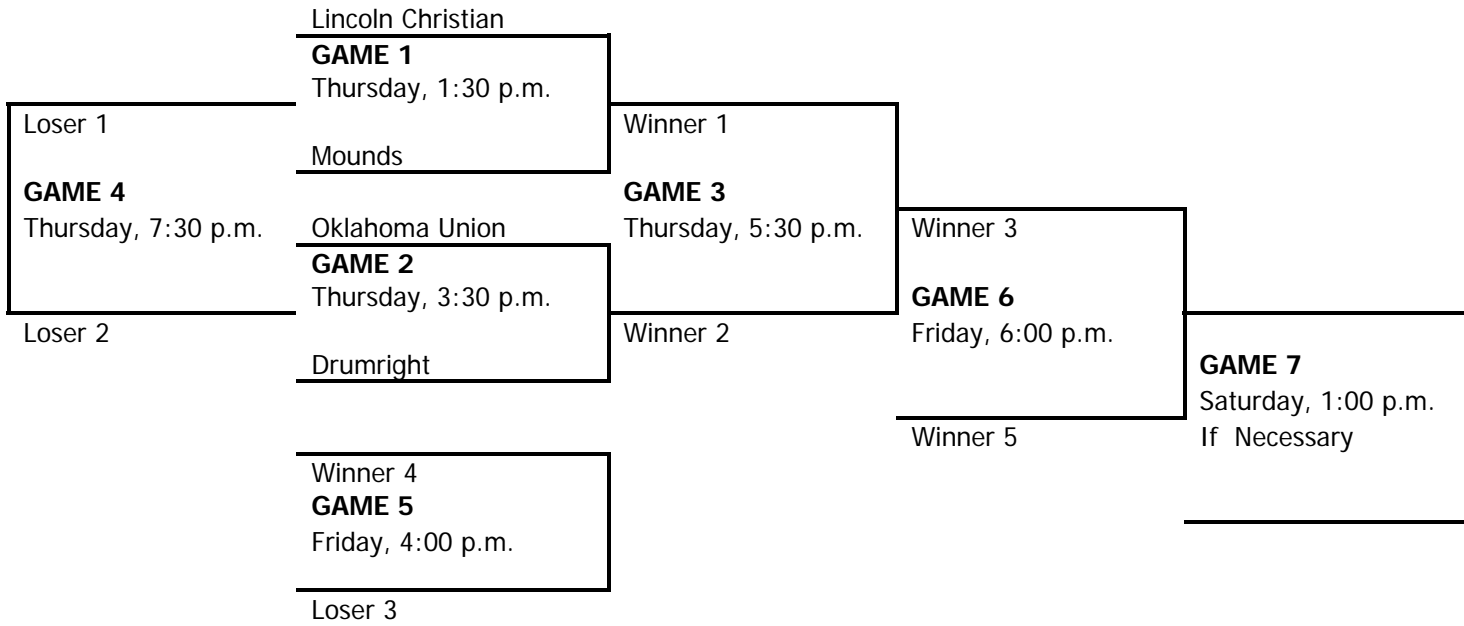 Lincoln Christian
GAME 1
Thursday, 1:30 p.m.
Loser 1
Winner 1
Mounds
GAME 4
GAME 3
Thursday, 7:30 p.m.
Oklahoma Union
Thursday, 5:30 p.m.
Winner 3
GAME 2
Thursday, 3:30 p.m.
GAME 6
Loser 2
Winner 2
Friday, 6:00 p.m.
Drumright
GAME 7
Saturday, 1:00 p.m.
Winner 5
If Necessary
Winner 4
GAME 5
Friday, 4:00 p.m.
Loser 3